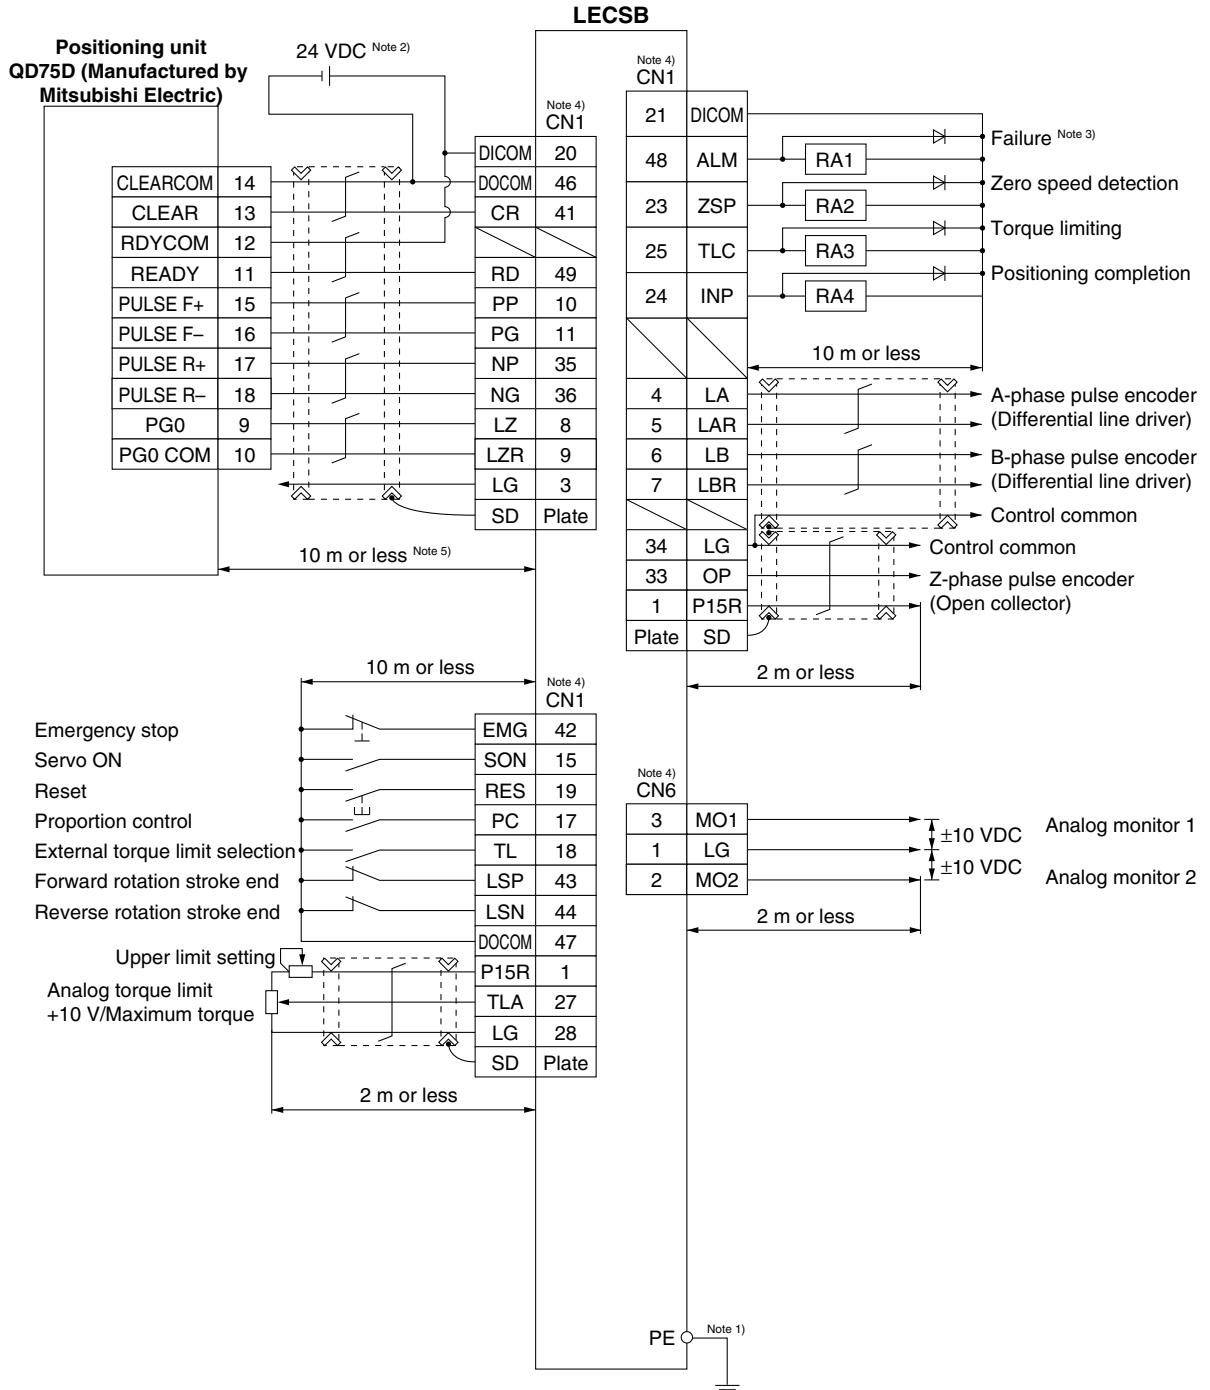 LECSB
Positioning unit
QD75D (Manufactured by
Mitsubishi Electric)
24 VDC Note 2)
Note 4)
CN1
DICOM 20
CLEARCOM 14 DOCOM 46
CLEAR 13 CR 41
RDYCOM 12
READY 11 RD 49
PULSE F+ 15 PP 10
PULSE F– 16 PG 11
PULSE R+ 17 NP 35
PULSE R– 18 NG 36
PG0 9 LZ 8
PG0 COM 10 LZR 9
LG 3
SD Plate
10 m or less Note 5)
Note 4)
CN1
21 DICOM
Failure Note 3)
48 ALM RA1
Zero speed detection
23 ZSP RA2
Torque limiting
25 TLC RA3
Positioning completion
24 INP RA4
10 m or less
4 LA A-phase pulse encoder
5 LAR (Differential line driver)
6 LB B-phase pulse encoder
7 LBR (Differential line driver)
Control common
34 LG Control common
33 OP Z-phase pulse encoder
1 P15R (Open collector)
Plate SD
2 m or less
10 m or less
Note 4)
CN1
Emergency stop EMG 42
Servo ON SON 15
Reset RES 19
Proportion control PC 17
External torque limit selection TL 18
Forward rotation stroke end LSP 43
Reverse rotation stroke end LSN 44
DOCOM 47
Upper limit setting P15R 1
Analog torque limit
+10 V/Maximum torque TLA 27
LG 28
SD Plate
2 m or less
Note 4)
CN6
3 MO1 ±10 VDC Analog monitor 1
1 LG ±10 VDC
2 MO2 Analog monitor 2
2 m or less
PE Note 1)